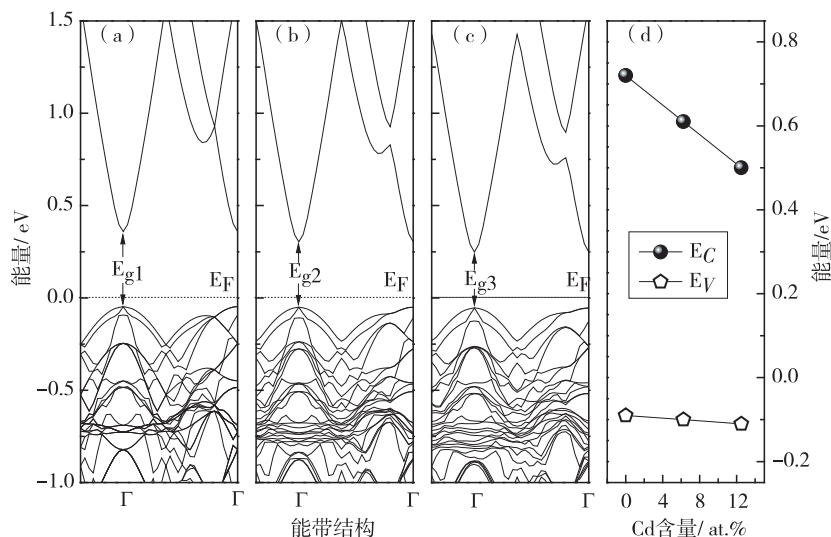 (a) (b) (c) (d)
1.5
1.0
0.5
0.0
-0.5
-1.0
能量/ eV
Eg1
EF
Eg2
EF
Eg3
EF
Γ Γ Γ Γ Γ Γ
能带结构
0.8
0.6
0.4
0.2
0.0
-0.2
能量/ eV
EC
EV
0 4 8 12
Cd含量/ at.%